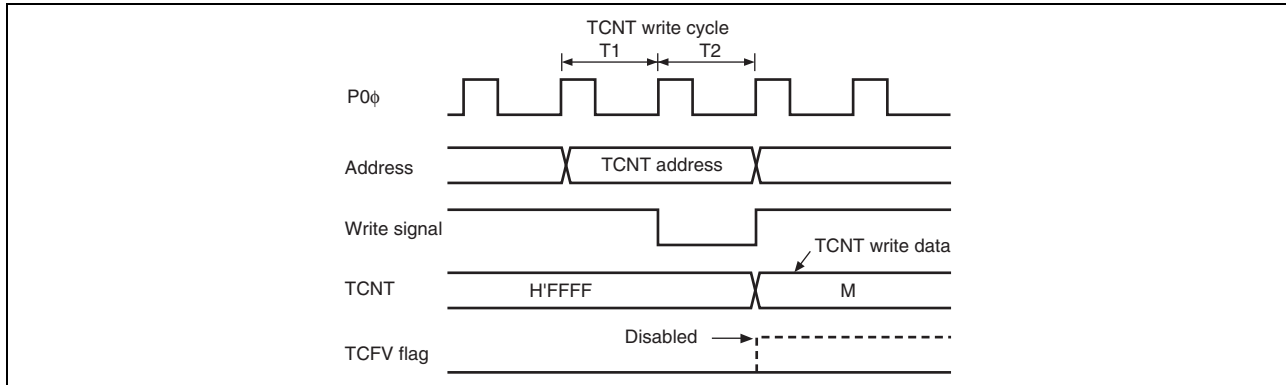 TCNT write cycle
T1 T2
P0ϕ
Address TCNT address
Write signal
TCNT write data
TCNT H'FFFF M
Disabled
TCFV flag